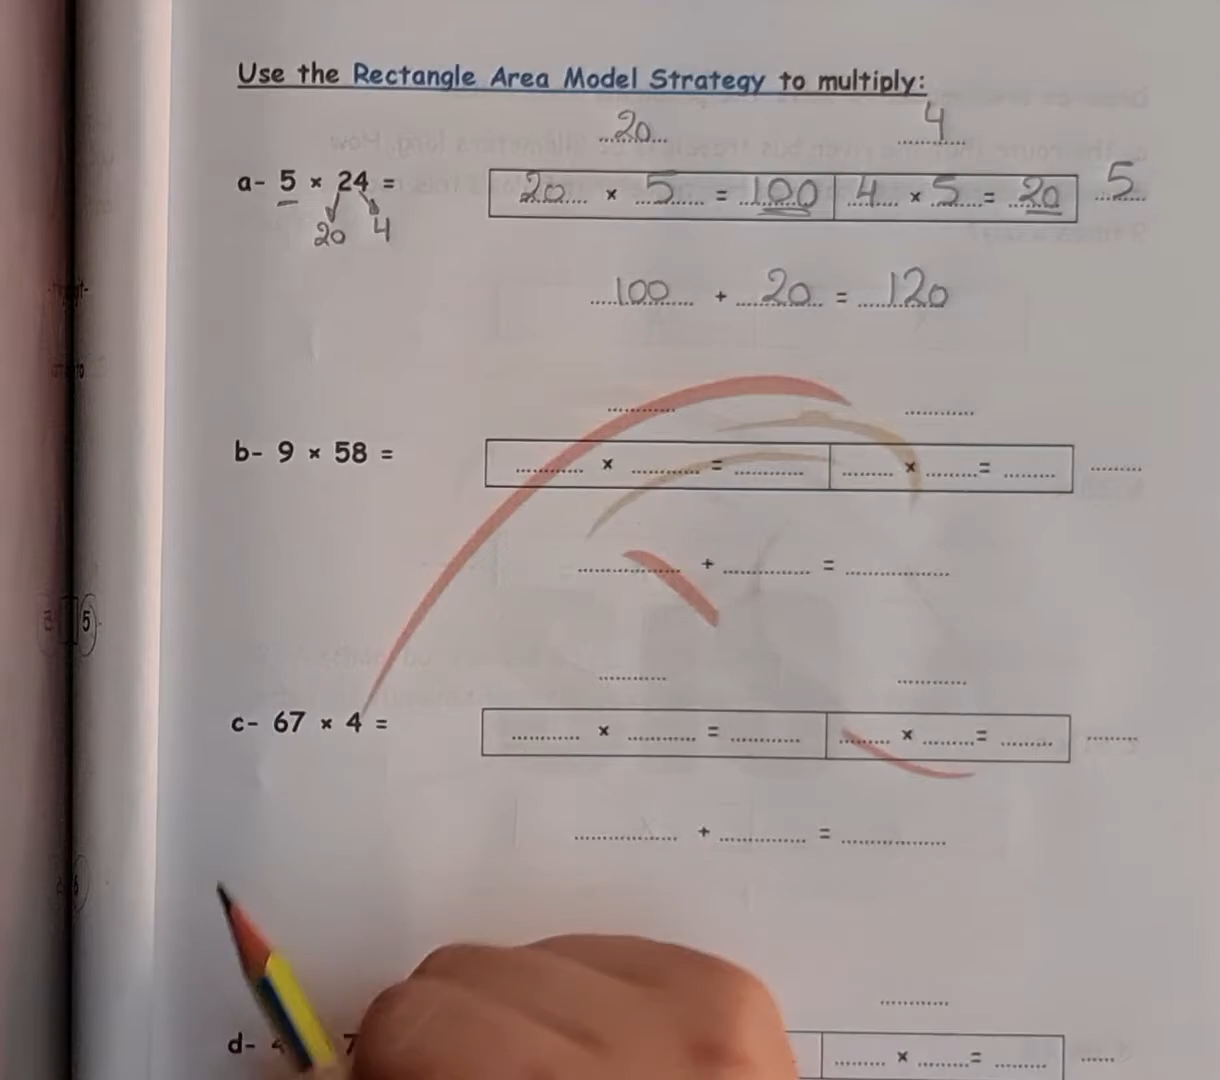 Use the Rectangle Area Model Strategy to multiply:
20 4
a- 5 × 24 = 20 × 5 = 100 4 × 5 = 20 5
20 4
100 + 20 = 120
b- 9 × 58 = × = × =
+ =
5
c- 67 × 4 = × = × =
+ =
d- × =